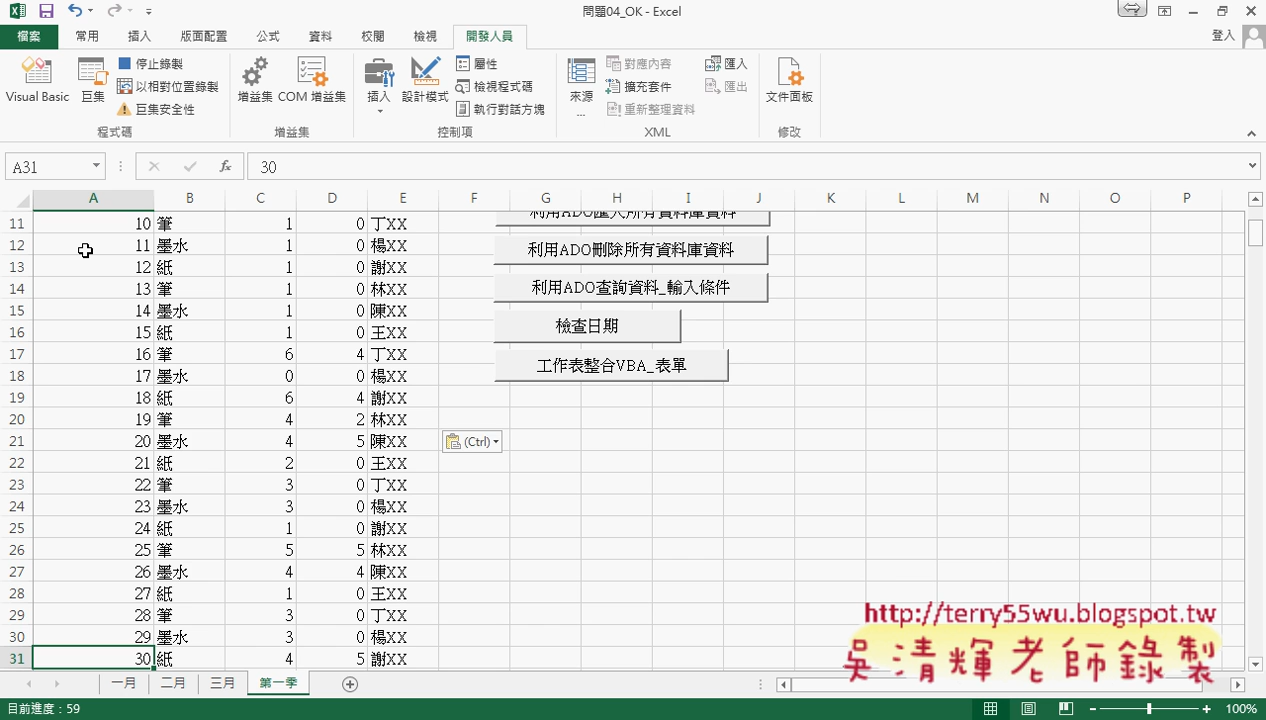 問題04_OK - Excel
檔案 常用 插入 版面配置 公式 資料 校閱 檢視 開發人員 登入
Visual Basic 巨集 停止錄製 以相對位置錄製 巨集安全性 程式碼
增益集 COM 增益集 增益集
插入 設計模式 屬性 檢視程式碼 執行對話方塊 控制項
來源 ... 對應內容 擴充套件 重新整理資料 匯入 匯出 XML
文件面板 修改
A31 fx 30
A B C D E F G H I J K L M N O P
11 10 筆 1 0 丁XX 利用ADO匯入所有資料庫資料
12 11 墨水 1 0 楊XX 利用ADO刪除所有資料庫資料
13 12 紙 1 0 謝XX
14 13 筆 1 0 林XX 利用ADO查詢資料_輸入條件
15 14 墨水 1 0 陳XX
16 15 紙 1 0 王XX 檢查日期
17 16 筆 6 4 丁XX 工作表整合VBA_表單
18 17 墨水 0 0 楊XX
19 18 紙 6 4 謝XX
20 19 筆 4 2 林XX
21 20 墨水 4 5 陳XX (Ctrl)
22 21 紙 2 0 王XX
23 22 筆 3 0 丁XX
24 23 墨水 3 0 楊XX
25 24 紙 1 0 謝XX
26 25 筆 5 5 林XX
27 26 墨水 4 4 陳XX
28 27 紙 1 0 王XX
29 28 筆 3 0 丁XX
30 29 墨水 3 0 楊XX
31 30 紙 4 5 謝XX
http://terry55wu.blogspot.tw
吳清輝老師錄製
一月 二月 三月 第一季
目前進度：59 100%